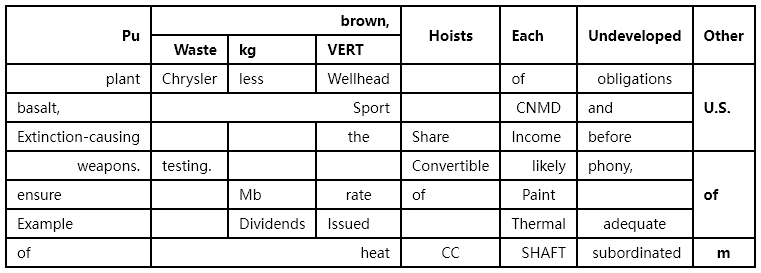 Pu brown, Hoists Each Undeveloped Other
Waste kg VERT
plant Chrysler less Wellhead of obligations U.S.
basalt, Sport CNMD and
Extinction-causing the Share Income before
weapons. testing. Convertible likely phony, of
ensure Mb rate of Paint
Example Dividends Issued Thermal adequate
of heat CC SHAFT subordinated m